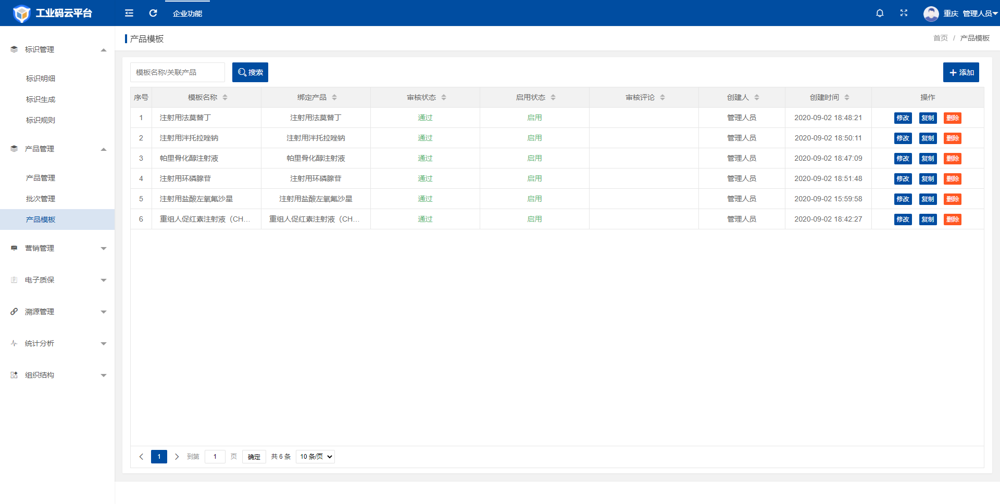 工业码云平台
企业功能
重庆 管理人员
标识管理
标识明细
标识生成
标识规则
产品管理
产品管理
批次管理
产品模板
营销管理
电子质保
溯源管理
统计分析
组织结构
产品模板
首页 / 产品模板
模板名称/关联产品 搜索 添加
序号 模板名称 绑定产品 审核状态 启用状态 审核评论 创建人 创建时间 操作
1 注射用法莫替丁 注射用法莫替丁 通过 启用 管理人员 2020-09-02 18:48:21 修改 复制 删除
2 注射用泮托拉唑钠 注射用泮托拉唑钠 通过 启用 管理人员 2020-09-02 18:50:11 修改 复制 删除
3 帕里骨化醇注射液 帕里骨化醇注射液 通过 启用 管理人员 2020-09-02 18:47:09 修改 复制 删除
4 注射用环磷腺苷 注射用环磷腺苷 通过 启用 管理人员 2020-09-02 18:51:48 修改 复制 删除
5 注射用盐酸左氧氟沙星 注射用盐酸左氧氟沙星 通过 启用 管理人员 2020-09-02 15:59:58 修改 复制 删除
6 重组人促红素注射液（CH... 重组人促红素注射液（CH... 通过 启用 管理人员 2020-09-02 18:42:27 修改 复制 删除
1 到第 1 页 确定 共 6 条 10 条/页